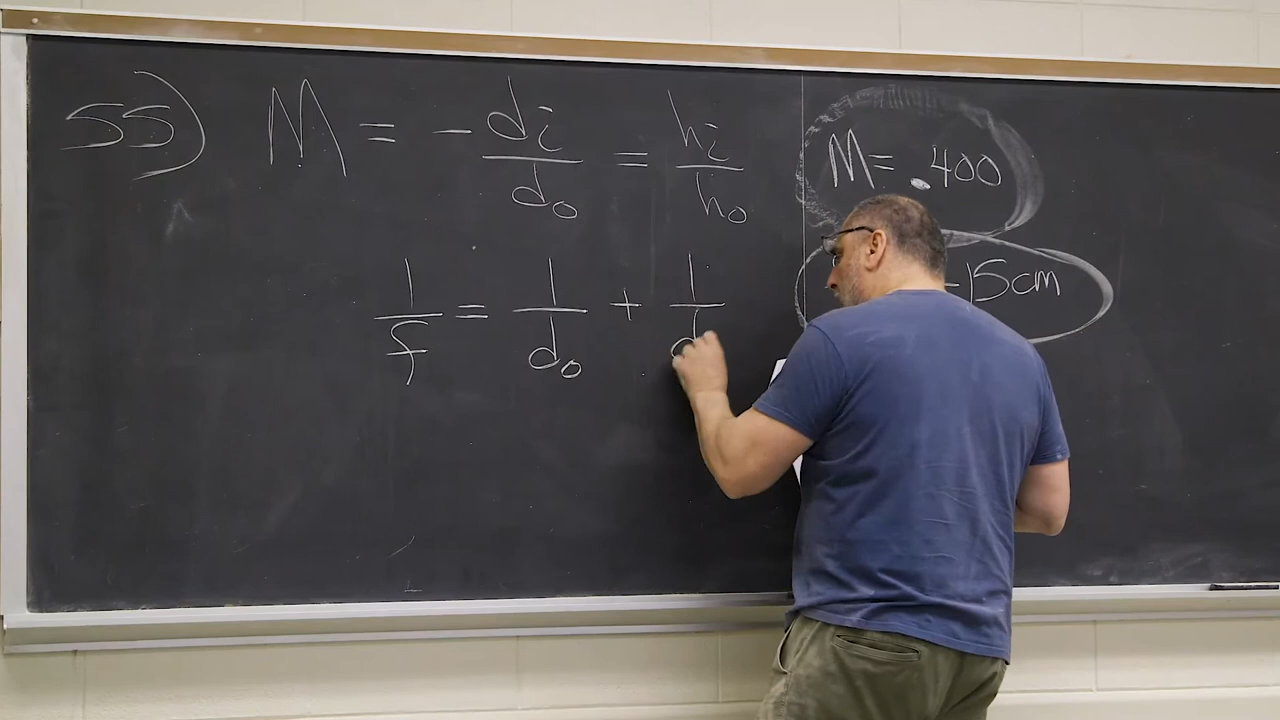 55) M = - di/do = hi/ho
M = .400
1/f = 1/do + 1/d
-15cm